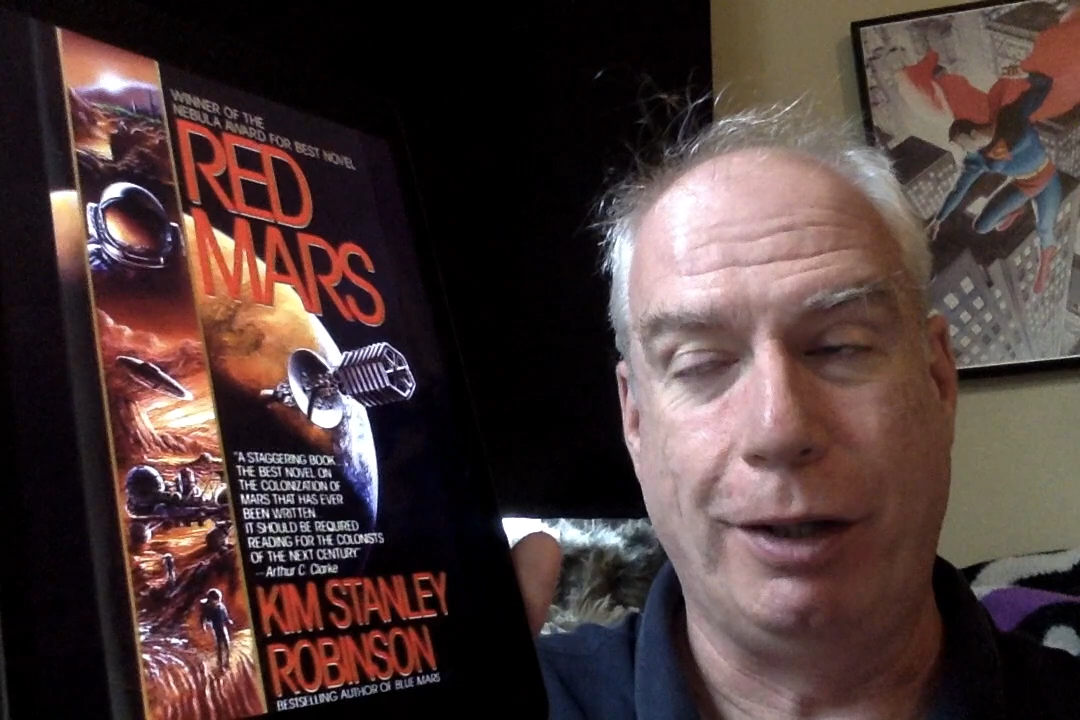 WINNER OF THE
NEBULA AWARD FOR BEST NOVEL
RED
MARS
"A STAGGERING BOOK
THE BEST NOVEL ON
THE COLONIZATION OF
MARS THAT HAS EVER
BEEN WRITTEN
IT SHOULD BE REQUIRED
READING FOR THE COLONISTS
OF THE NEXT CENTURY"
—Arthur C. Clarke
KIM STANLEY
ROBINSON
BESTSELLING AUTHOR OF BLUE MARS